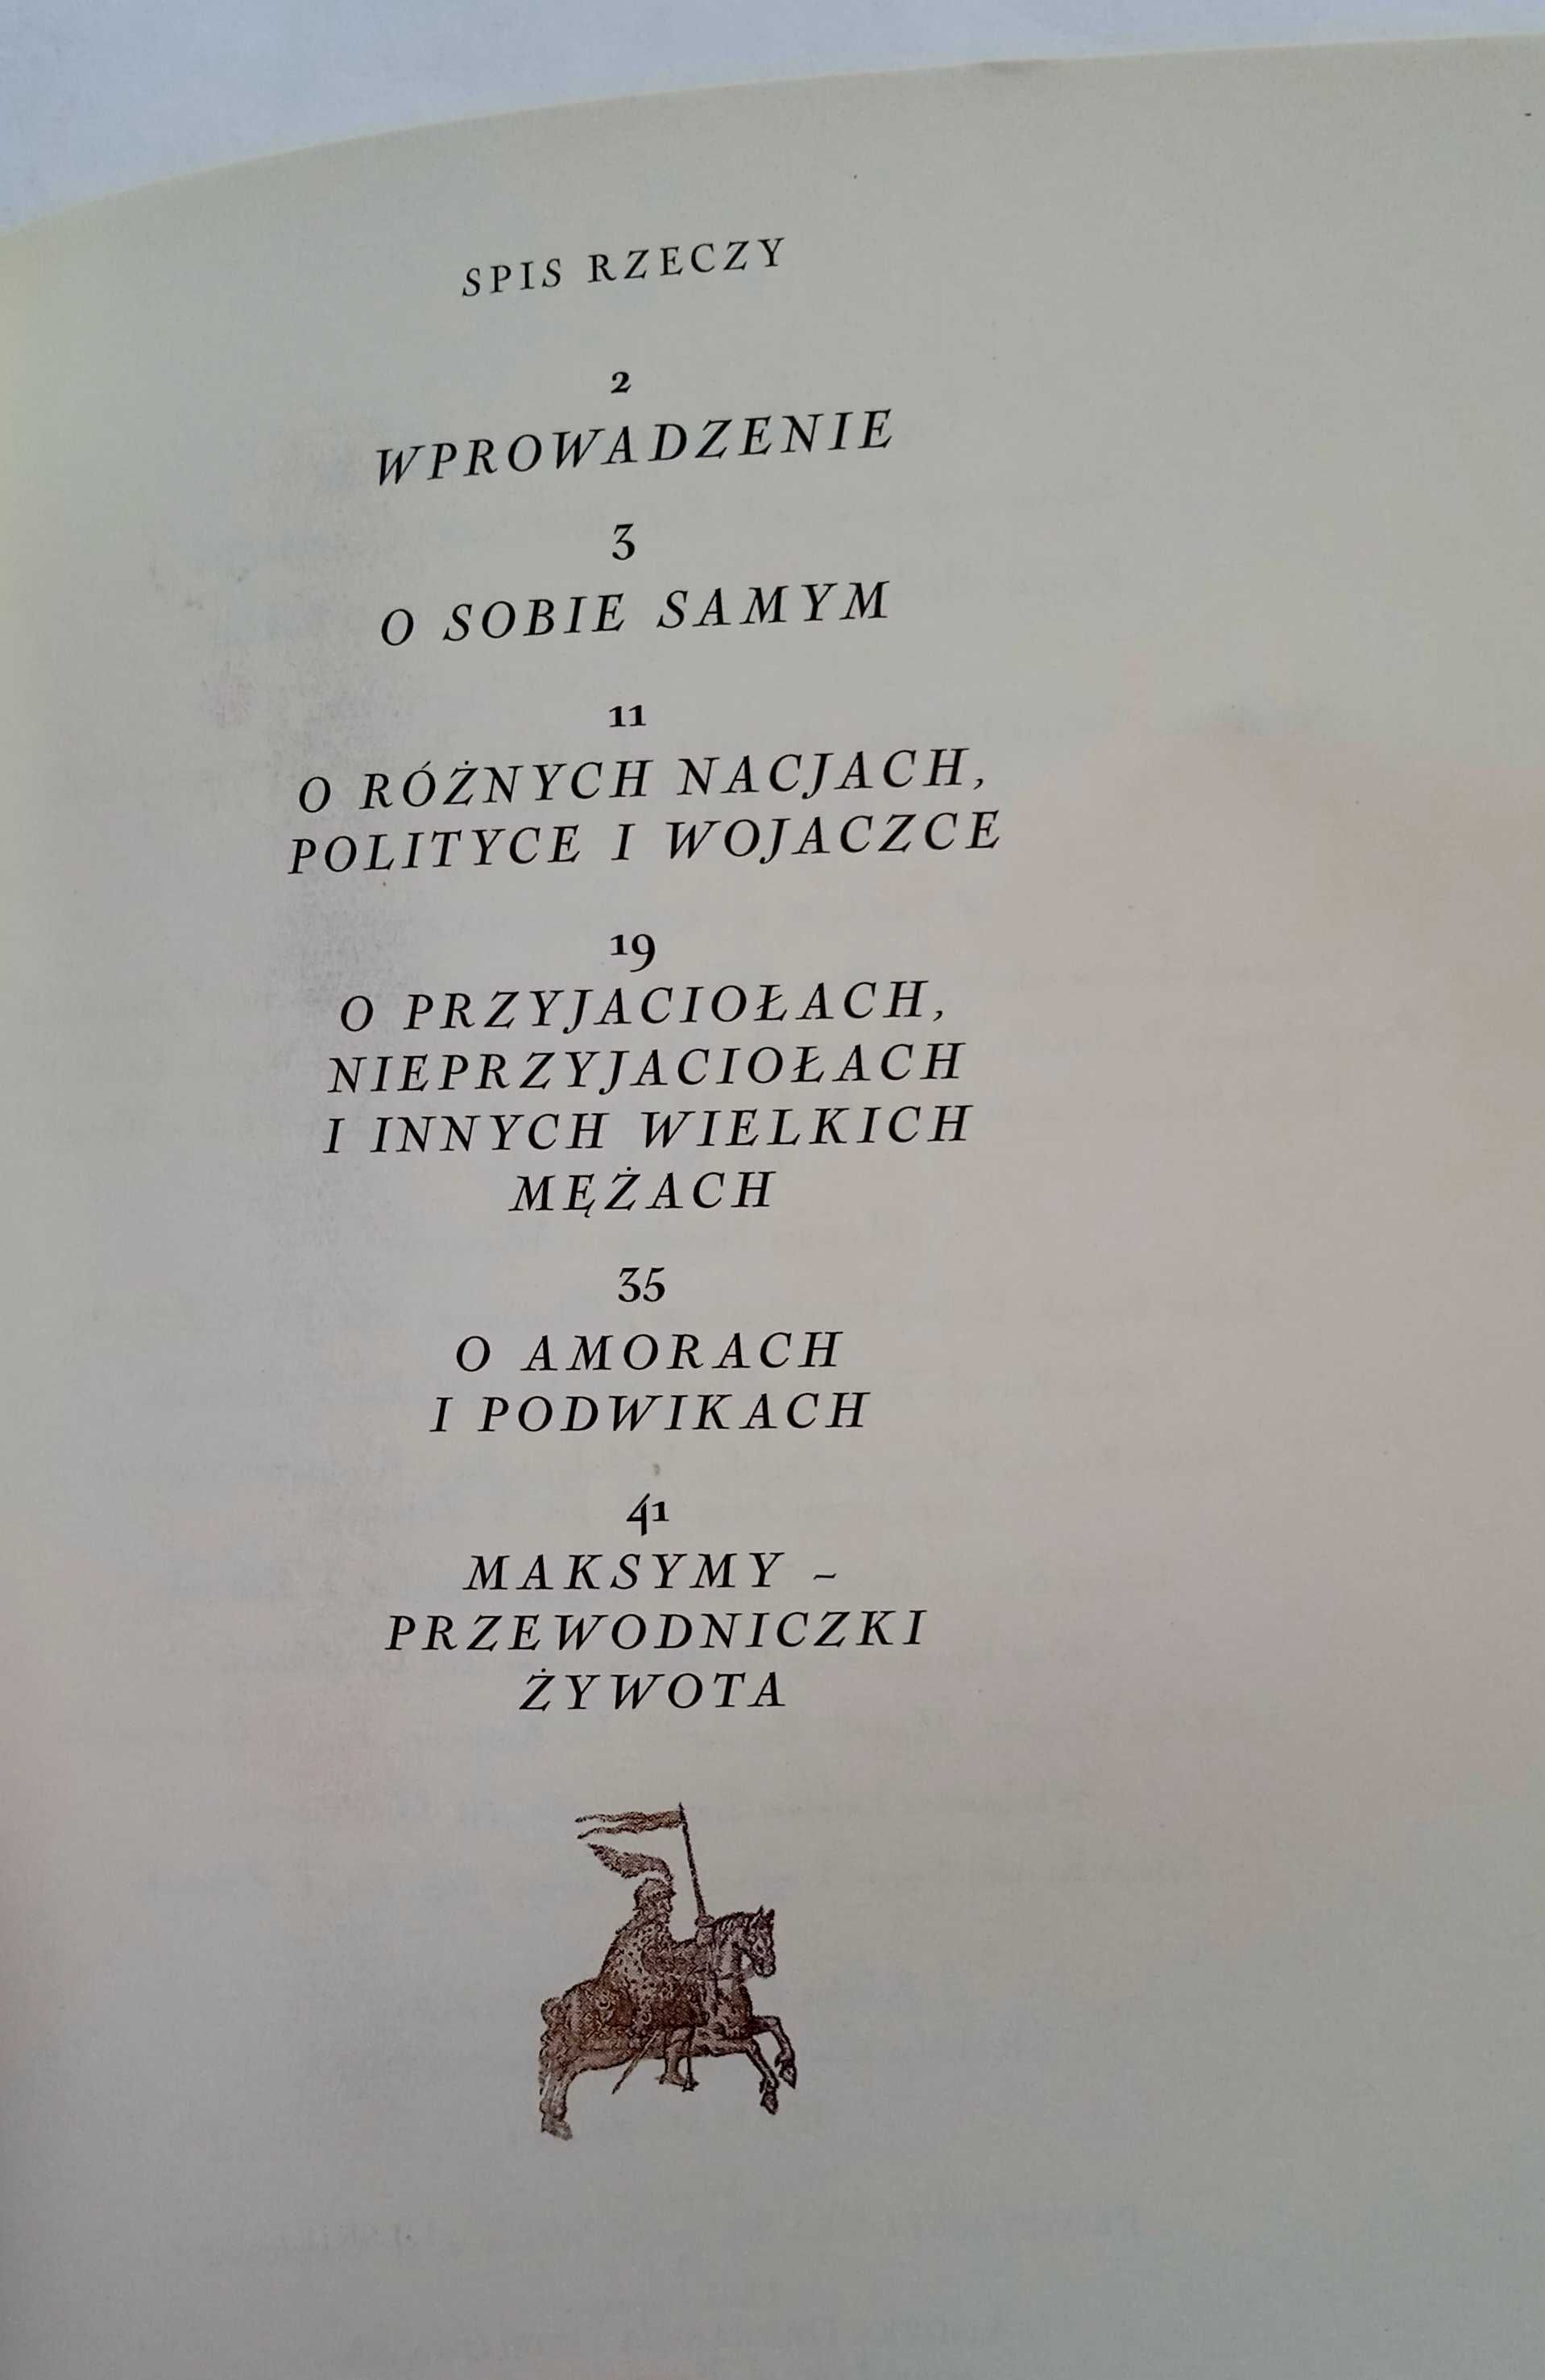 SPIS RZECZY
2
WPROWADZENIE
3
O SOBIE SAMYM
11
O RÓŻNYCH NACJACH,
POLITYCE I WOJACZCE
19
O PRZYJACIOŁACH,
NIEPRZYJACIOŁACH
I INNYCH WIELKICH
MĘŻACH
35
O AMORACH
I PODWIKACH
41
MAKSYMY –
PRZEWODNICZKI
ŻYWOTA